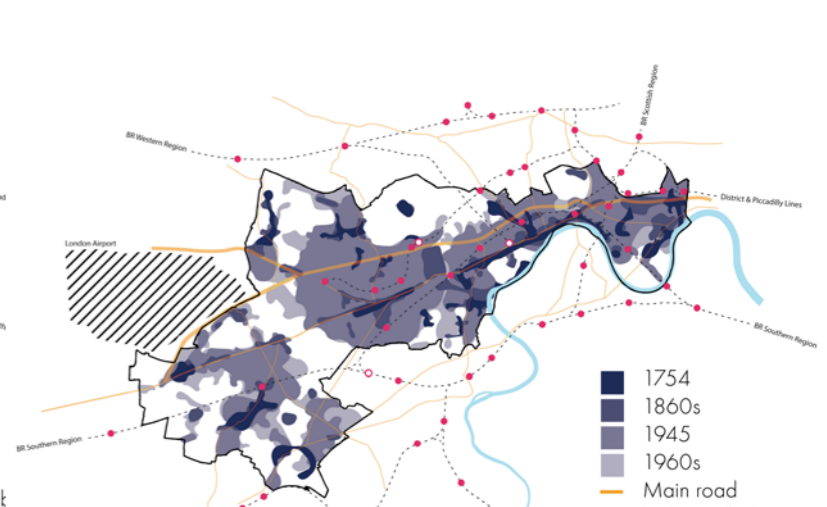 BR Scottish Region
BR Western Region
District & Piccadilly Lines
London Airport
BR Southern Region
1754
1860s
1945
1960s
Main road
BR Southern Region